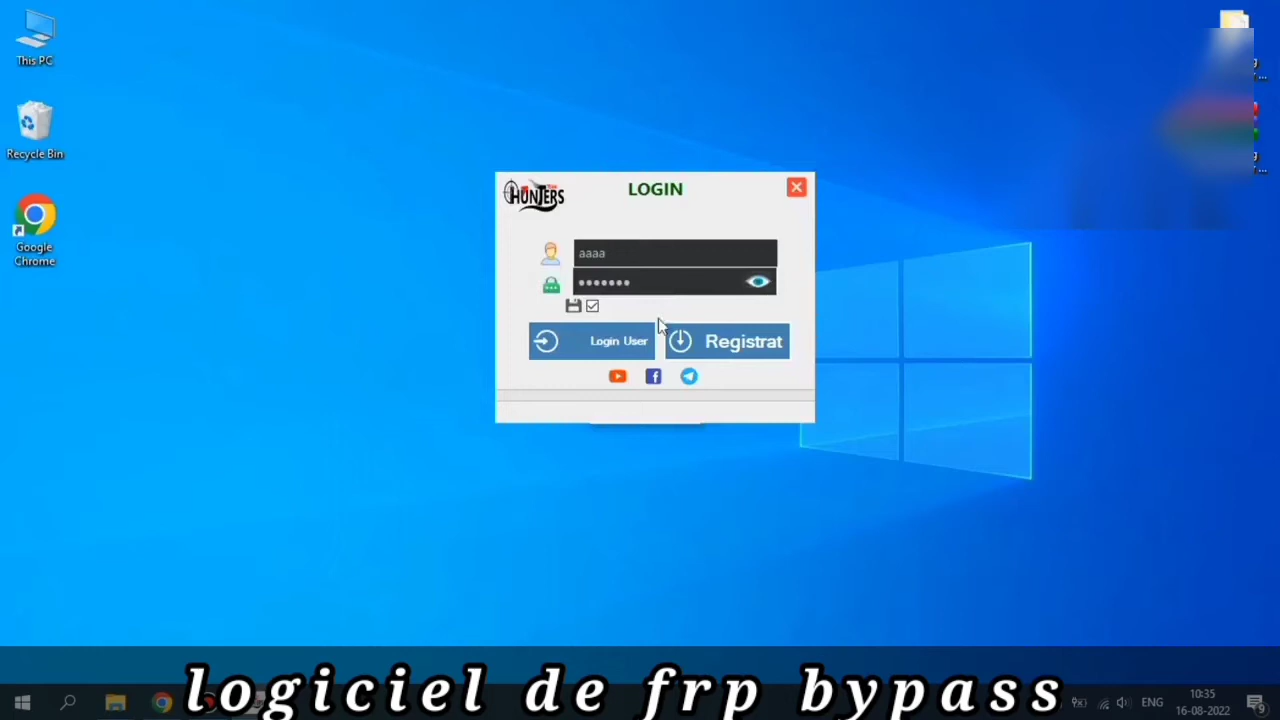 This PC
Recycle Bin
Google
Chrome
HUNTERS
LOGIN
aaaa
Login User
Registrat
logiciel de frp bypass
ENG
10:35
16-08-2022